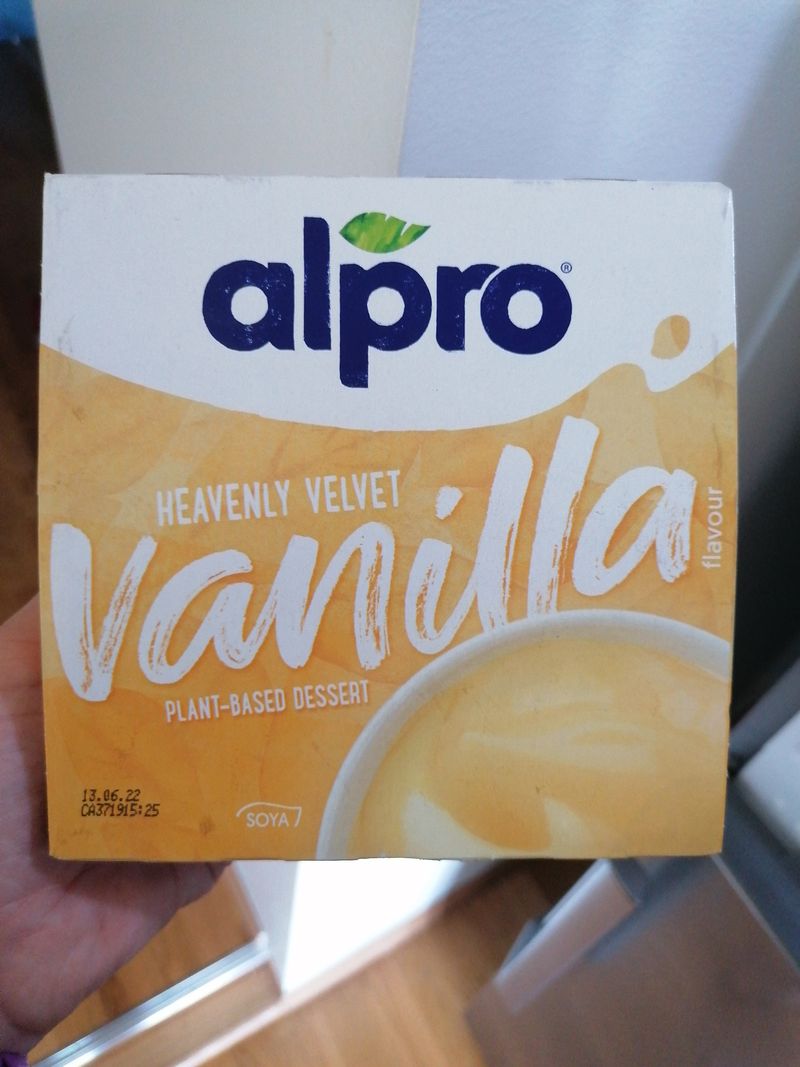 alpro®
HEAVENLY VELVET
vanilla
flavour
PLANT-BASED DESSERT
13.06.22
CA371915:25
SOYA